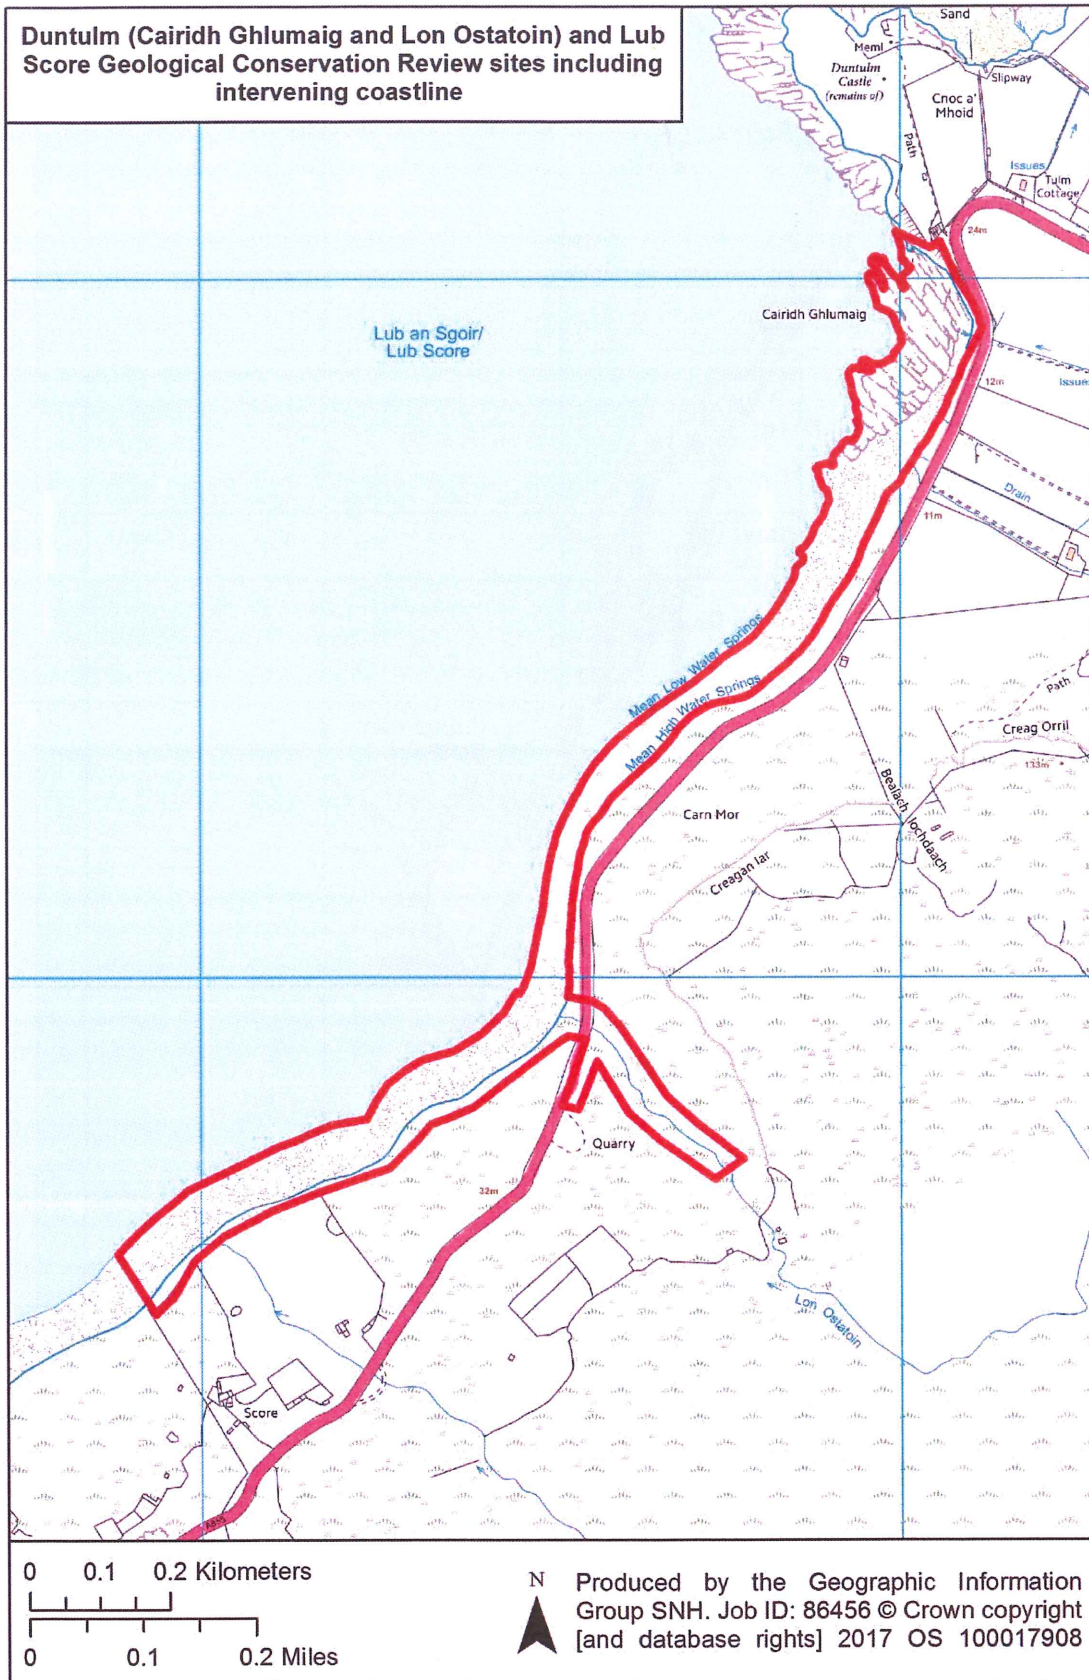 Duntulm (Cairidh Ghlumaig and Lon Ostatoin) and Lub
Score Geological Conservation Review sites including
intervening coastline
Sand
Meml
Duntulm
Castle
(remains of)
Slipway
Cnoc a'
Mhoid
Path
Issues
Tulm
Cottage
24m
Cairidh Ghlumaig
Lub an Sgoir/
Lub Score
12m
Issues
Drain
11m
Mean Low Water Springs
Mean High Water Springs
Path
Creag Orril
133m
Bealach Iochdaach
Carn Mor
Creagan Iar
Quarry
32m
Lon Ostatoin
Score
A855
0 0.1 0.2 Kilometers
0 0.1 0.2 Miles
N
Produced by the Geographic Information
Group SNH. Job ID: 86456 © Crown copyright
[and database rights] 2017 OS 100017908